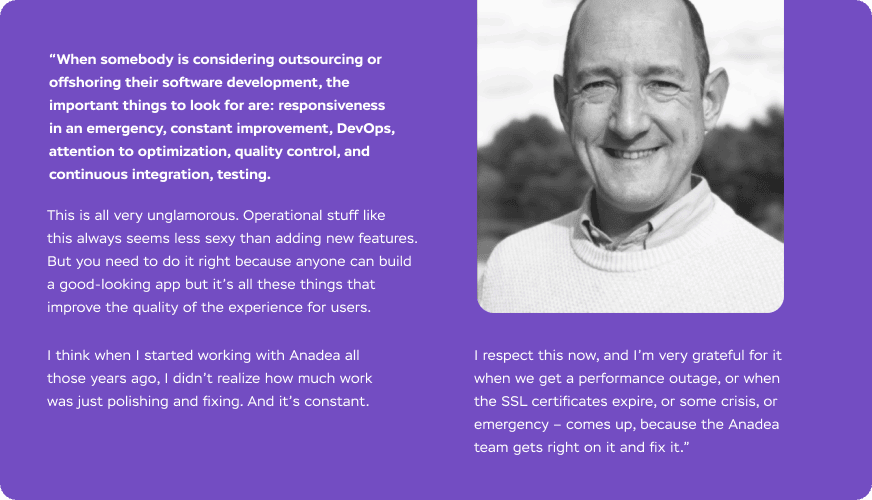 “When somebody is considering outsourcing or
offshoring their software development, the
important things to look for are: responsiveness
in an emergency, constant improvement, DevOps,
attention to optimization, quality control, and
continuous integration, testing.
This is all very unglamorous. Operational stuff like
this always seems less sexy than adding new features.
But you need to do it right because anyone can build
a good-looking app but it’s all these things that
improve the quality of the experience for users.
I think when I started working with Anadea all
those years ago, I didn’t realize how much work
was just polishing and fixing. And it’s constant.
I respect this now, and I’m very grateful for it
when we get a performance outage, or when
the SSL certificates expire, or some crisis, or
emergency – comes up, because the Anadea
team gets right on it and fix it.”